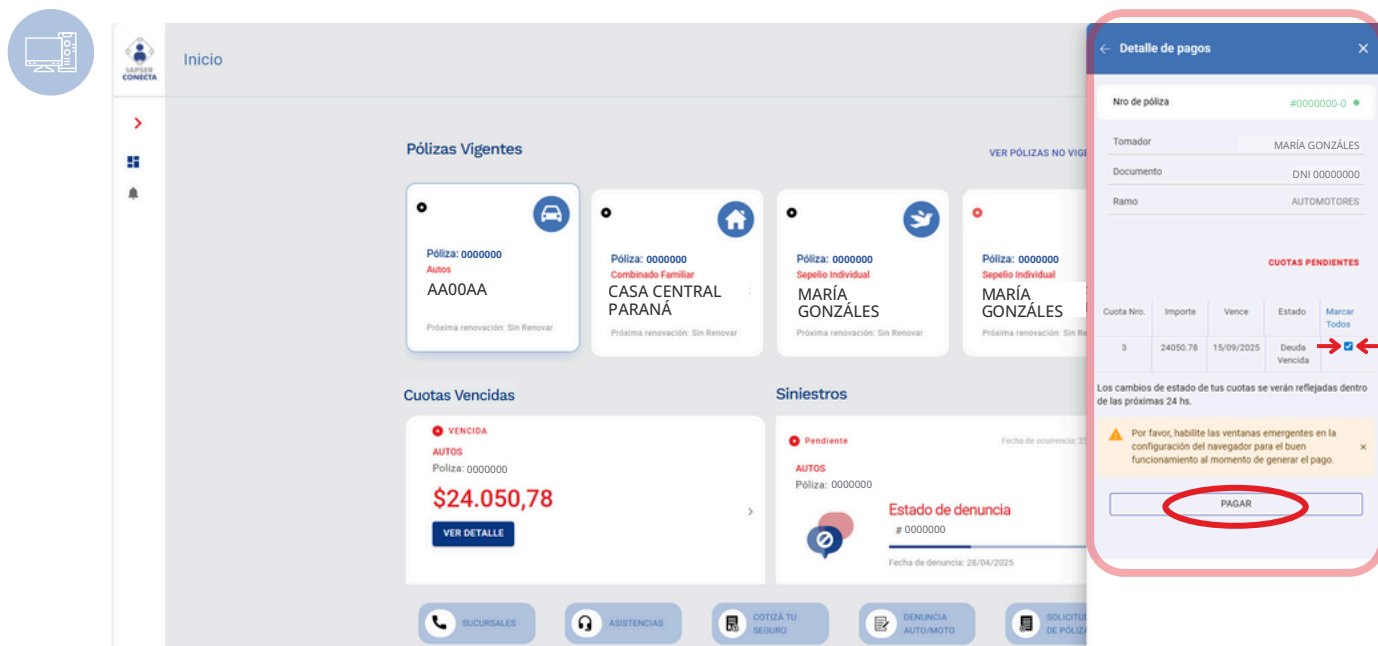 IAPSER
CONECTA
Inicio
Pólizas Vigentes
VER PÓLIZAS NO VIGE
Póliza: 0000000
Autos
AA00AA
Próxima renovación: Sin Renovar
Póliza: 0000000
Combinado Familiar
CASA CENTRAL
PARANÁ
Próxima renovación: Sin Renovar
Póliza: 0000000
Sepelio Individual
MARÍA
GONZÁLES
Próxima renovación: Sin Renovar
Póliza: 0000000
Sepelio Individual
MARÍA
GONZÁLES
Próxima renovación: Sin Re
Cuotas Vencidas
VENCIDA
AUTOS
Poliza: 0000000
$24.050,78
VER DETALLE
Siniestros
Pendiente
Fecha de ocurrencia: 25
AUTOS
Póliza: 0000000
Estado de denuncia
# 0000000
Fecha de denuncia: 28/04/2025
SUCURSALES
ASISTENCIAS
COTIZÁ TU
SEGURO
DENUNCIA
AUTO/MOTO
SOLICITUD
DE PÓLIZA
Detalle de pagos
Nro de póliza #0000000-0
Tomador MARÍA GONZÁLES
Documento DNI 00000000
Ramo AUTOMOTORES
CUOTAS PENDIENTES
Cuota Nro. Importe Vence Estado Marcar
Todos
3 24050.78 15/09/2025 Deuda
Vencida
Los cambios de estado de tus cuotas se verán reflejadas dentro
de las próximas 24 hs.
Por favor, habilite las ventanas emergentes en la
configuración del navegador para el buen
funcionamiento al momento de generar el pago.
PAGAR